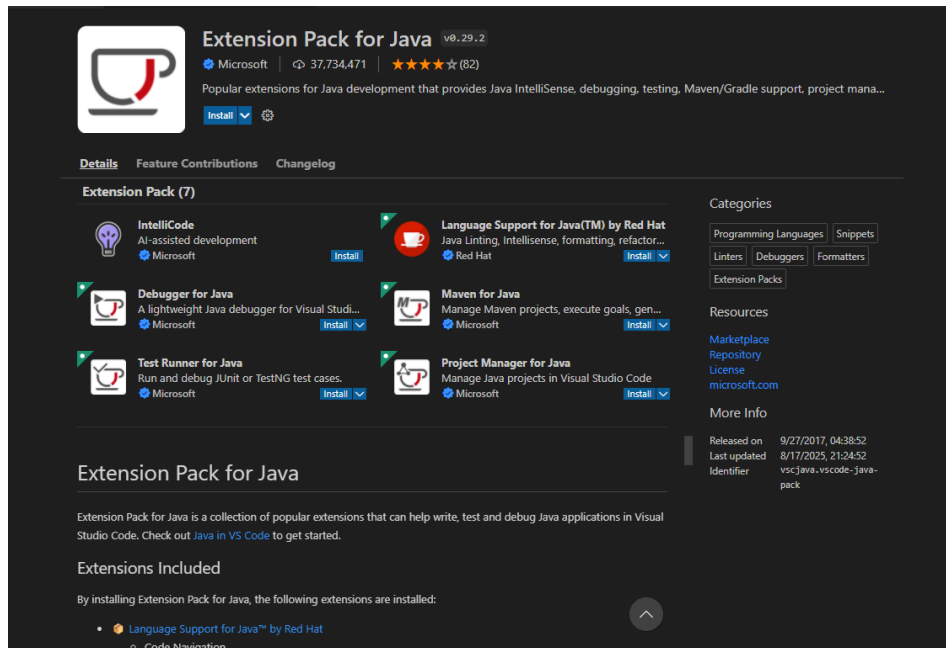 Extension Pack for Java v0.29.2
Microsoft 37,734,471 (82)
Popular extensions for Java development that provides Java IntelliSense, debugging, testing, Maven/Gradle support, project mana...
Install
Details Feature Contributions Changelog
Extension Pack (7)
IntelliCode
AI-assisted development
Microsoft Install
Language Support for Java(TM) by Red Hat
Java Linting, Intellisense, formatting, refactor...
Red Hat Install
Debugger for Java
A lightweight Java debugger for Visual Studi...
Microsoft Install
Maven for Java
Manage Maven projects, execute goals, gen...
Microsoft Install
Test Runner for Java
Run and debug JUnit or TestNG test cases.
Microsoft Install
Project Manager for Java
Manage Java projects in Visual Studio Code
Microsoft Install
Extension Pack for Java
Extension Pack for Java is a collection of popular extensions that can help write, test and debug Java applications in Visual
Studio Code. Check out Java in VS Code to get started.
Extensions Included
By installing Extension Pack for Java, the following extensions are installed:
Language Support for Java™ by Red Hat
Code Navigation
Categories
Programming Languages Snippets
Linters Debuggers Formatters
Extension Packs
Resources
Marketplace
Repository
License
microsoft.com
More Info
Released on 9/27/2017, 04:38:52
Last updated 8/17/2025, 21:24:52
Identifier vscjava.vscode-java-
pack